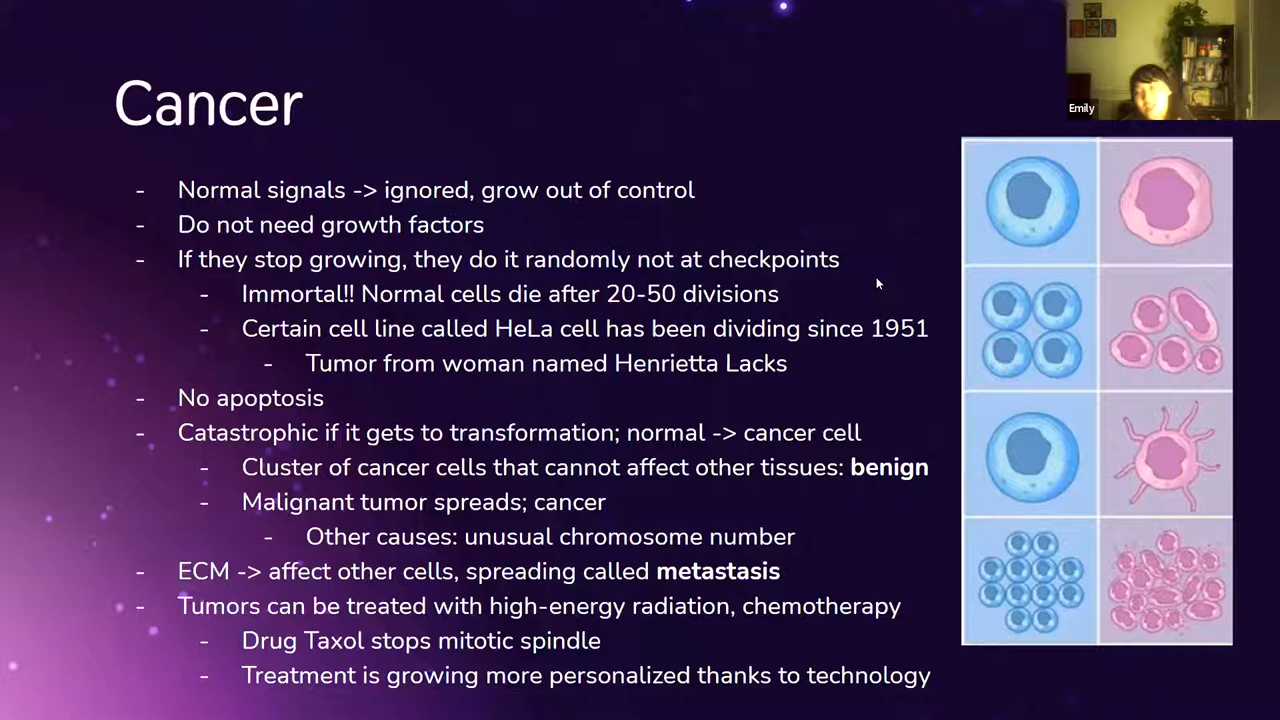 Cancer
Emily
- Normal signals -> ignored, grow out of control
- Do not need growth factors
- If they stop growing, they do it randomly not at checkpoints
- Immortal!! Normal cells die after 20-50 divisions
- Certain cell line called HeLa cell has been dividing since 1951
- Tumor from woman named Henrietta Lacks
- No apoptosis
- Catastrophic if it gets to transformation; normal -> cancer cell
- Cluster of cancer cells that cannot affect other tissues: benign
- Malignant tumor spreads; cancer
- Other causes: unusual chromosome number
- ECM -> affect other cells, spreading called metastasis
- Tumors can be treated with high-energy radiation, chemotherapy
- Drug Taxol stops mitotic spindle
- Treatment is growing more personalized thanks to technology